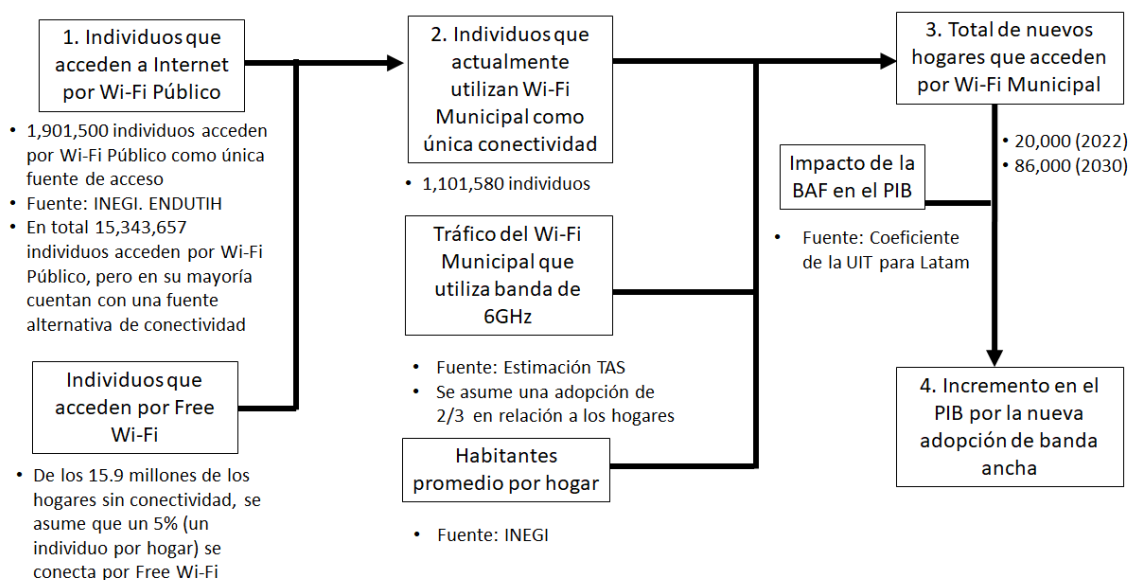 1. Individuos que
acceden a Internet
por Wi-Fi Público
• 1,901,500 individuos acceden
por Wi-Fi Público como única
fuente de acceso
• Fuente: INEGI. ENDUTIH
• En total 15,343,657
individuos acceden por Wi-Fi
Público, pero en su mayoría
cuentan con una fuente
alternativa de conectividad
Individuos que
acceden por Free
Wi-Fi
• De los 15.9 millones de los
hogares sin conectividad, se
asume que un 5% (un
individuo por hogar) se
conecta por Free Wi-Fi
2. Individuos que
actualmente
utilizan Wi-Fi
Municipal como
única conectividad
• 1,101,580 individuos
Tráfico del Wi-Fi
Municipal que
utiliza banda de
6GHz
• Fuente: Estimación TAS
• Se asume una adopción de
2/3 en relación a los hogares
Habitantes
promedio por hogar
• Fuente: INEGI
3. Total de nuevos
hogares que acceden
por Wi-Fi Municipal
• 20,000 (2022)
• 86,000 (2030)
Impacto de la
BAF en el PIB
• Fuente: Coeficiente
de la UIT para Latam
4. Incremento en el
PIB por la nueva
adopción de banda
ancha